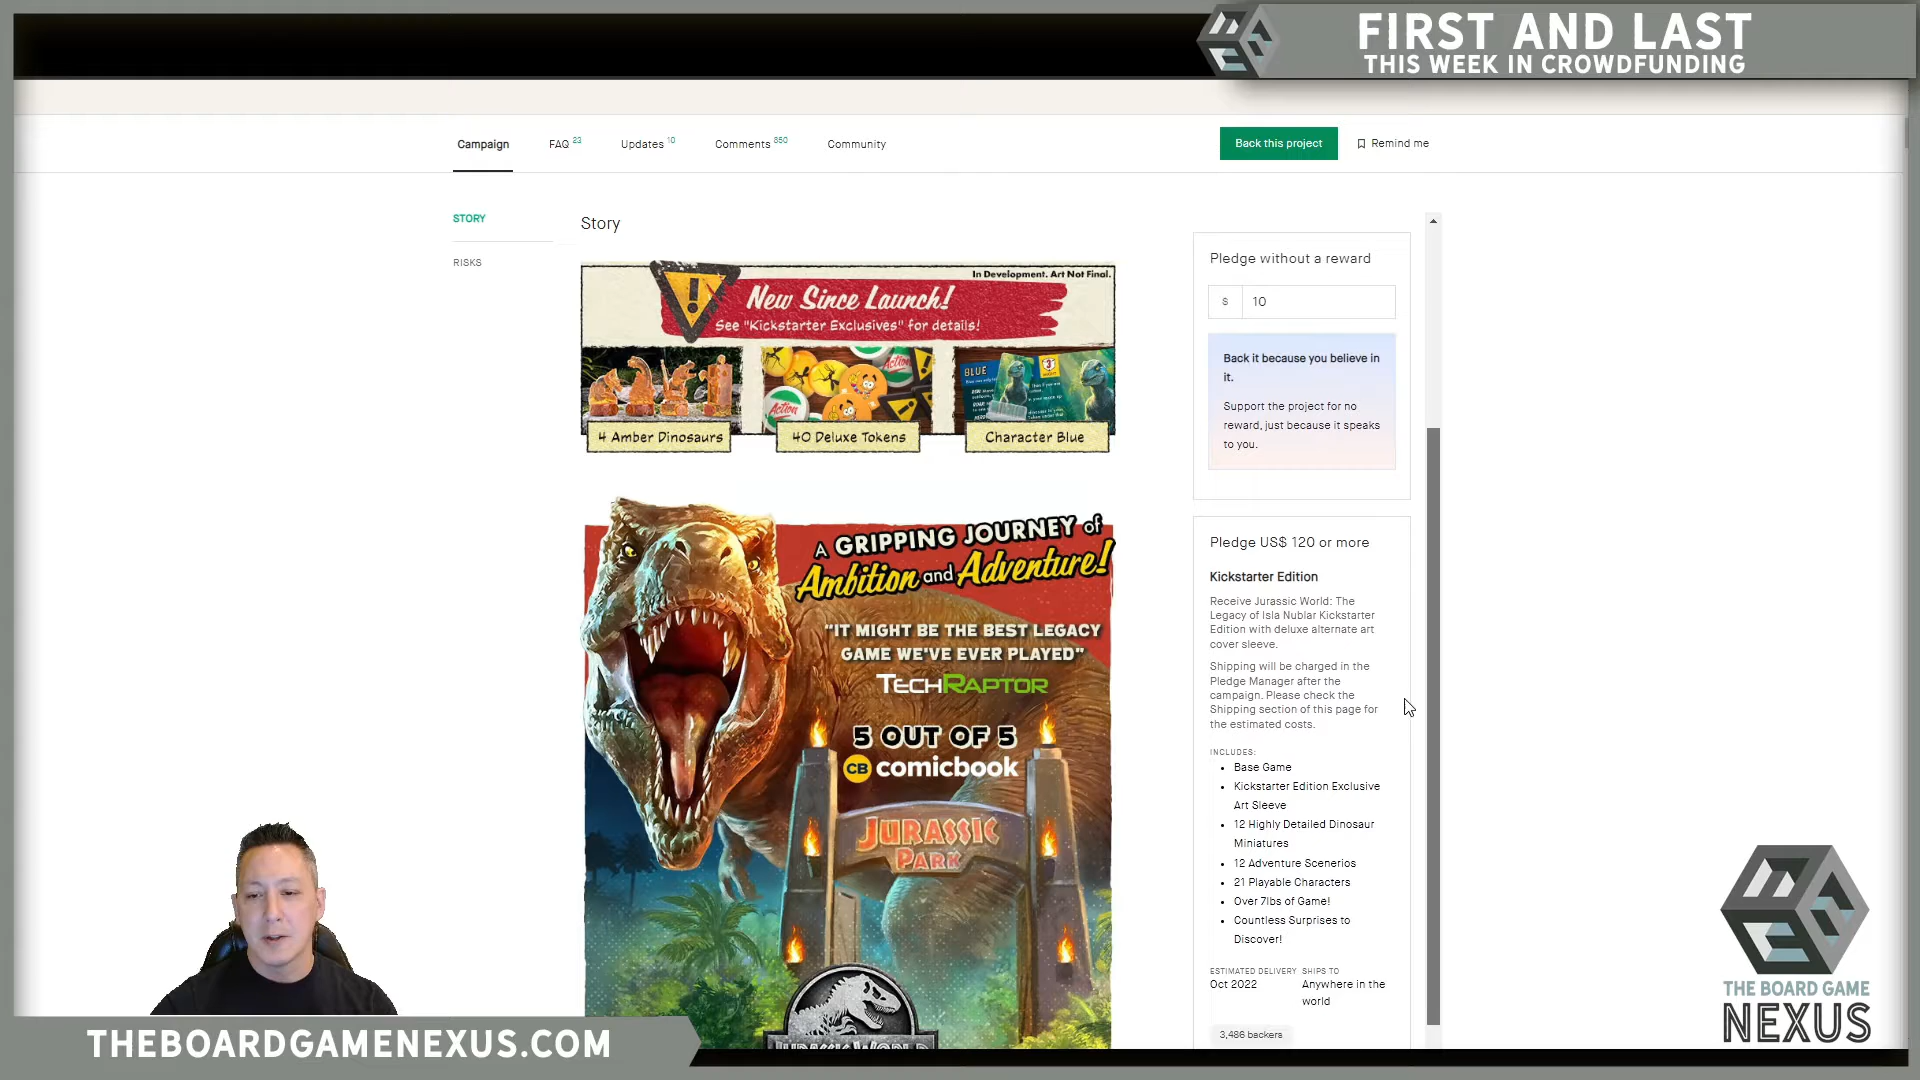 FIRST AND LAST
THIS WEEK IN CROWDFUNDING
Campaign
FAQ 23
Updates 10
Comments 850
Community
Back this project
Remind me
STORY
RISKS
Story
In Development. Art Not Final.
New Since Launch!
See "Kickstarter Exclusives" for details!
Action
Action
BLUE
4 Amber Dinosaurs
40 Deluxe Tokens
Character Blue
A GRIPPING JOURNEY of
Ambition and Adventure!
"IT MIGHT BE THE BEST LEGACY
GAME WE'VE EVER PLAYED"
TECHRAPTOR
5 OUT OF 5
CB comicbook
JURASSIC
PARK
JURASSIC WORLD
Pledge without a reward
$ 10
Back it because you believe in
it.
Support the project for no
reward, just because it speaks
to you.
Pledge US$ 120 or more
Kickstarter Edition
Receive Jurassic World: The
Legacy of Isla Nublar Kickstarter
Edition with deluxe alternate art
cover sleeve.
Shipping will be charged in the
Pledge Manager after the
campaign. Please check the
Shipping section of this page for
the estimated costs.
INCLUDES:
• Base Game
• Kickstarter Edition Exclusive
Art Sleeve
• 12 Highly Detailed Dinosaur
Miniatures
• 12 Adventure Scenerios
• 21 Playable Characters
• Over 7lbs of Game!
• Countless Surprises to
Discover!
ESTIMATED DELIVERY
Oct 2022
SHIPS TO
Anywhere in the
world
3,486 backers
THEBOARDGAMENEXUS.COM
THE BOARD GAME
NEXUS